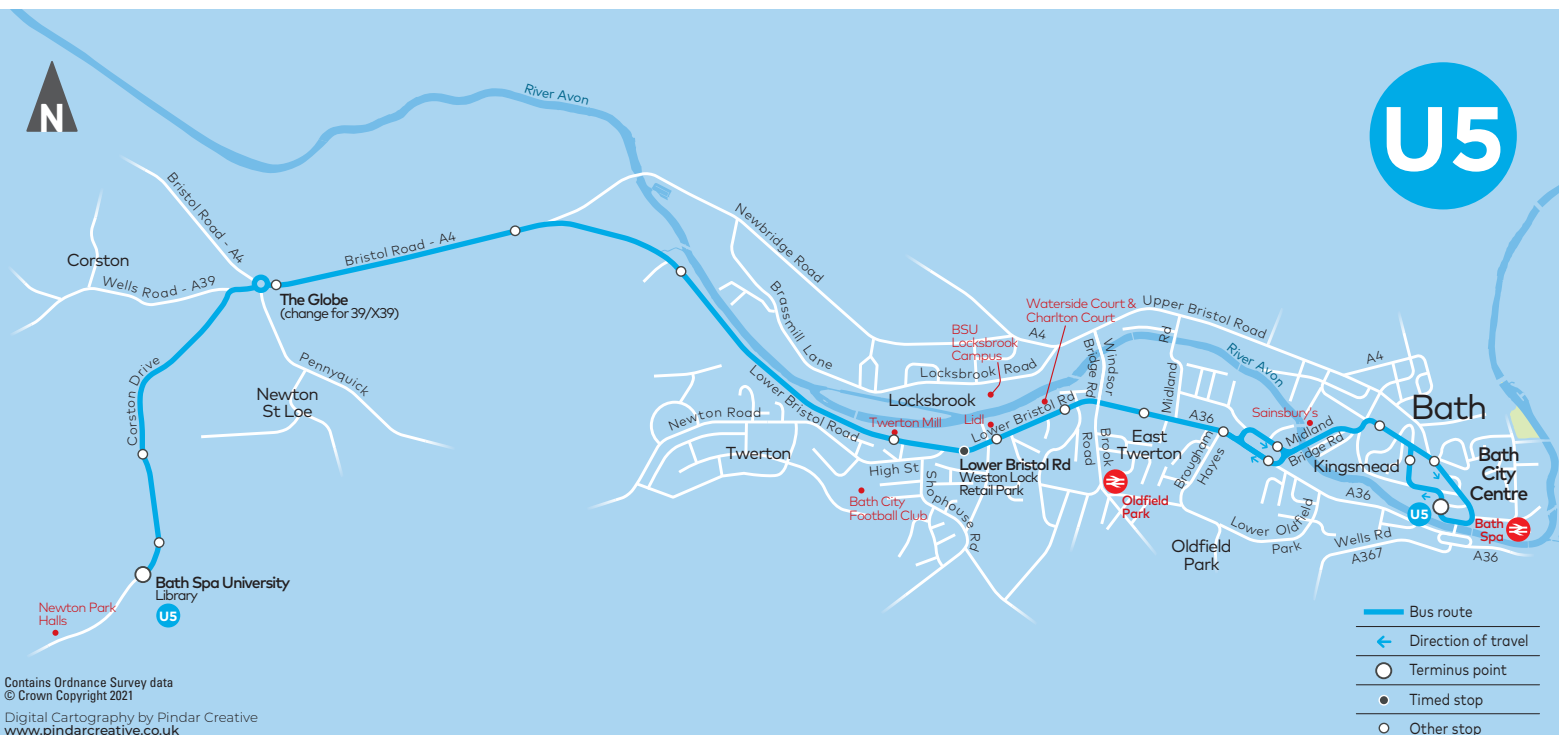 N
River Avon
U5
Bristol Road - A4
Corston
Wells Road - A39
Bristol Road - A4
The Globe
(change for 39/X39)
Newbridge Road
Brassmill Lane
Pennyquick
Newton
St Loe
Corston Drive
Waterside Court &
Charlton Court
Upper Bristol Road
BSU
Locksbrook
Campus
A4
Locksbrook Road
Locksbrook
Windsor
Bridge Rd
Midland Rd
River Avon
A4
Bath
Lower Bristol Road
Newton Road
Twerton Mill
Lidl
Lower Bristol Rd
A36
Sainsbury's
Midland
Bridge Rd
Twerton
High St
Lower Bristol Rd
Weston Lock
Retail Park
Brook
Road
East
Twerton
Brougham
Hayes
Kingsmead
Bath
City
Centre
Bath City
Football Club
Shophouse Rd
Oldfield
Park
A36
U5
Bath
Spa
Lower Oldfield
Park
Wells Rd
A367
A36
Oldfield
Park
Bath Spa University
Library
U5
Newton Park
Halls
Bus route
Direction of travel
Terminus point
Timed stop
Other stop
Contains Ordnance Survey data
© Crown Copyright 2021
Digital Cartography by Pindar Creative
www.pindarcreative.co.uk